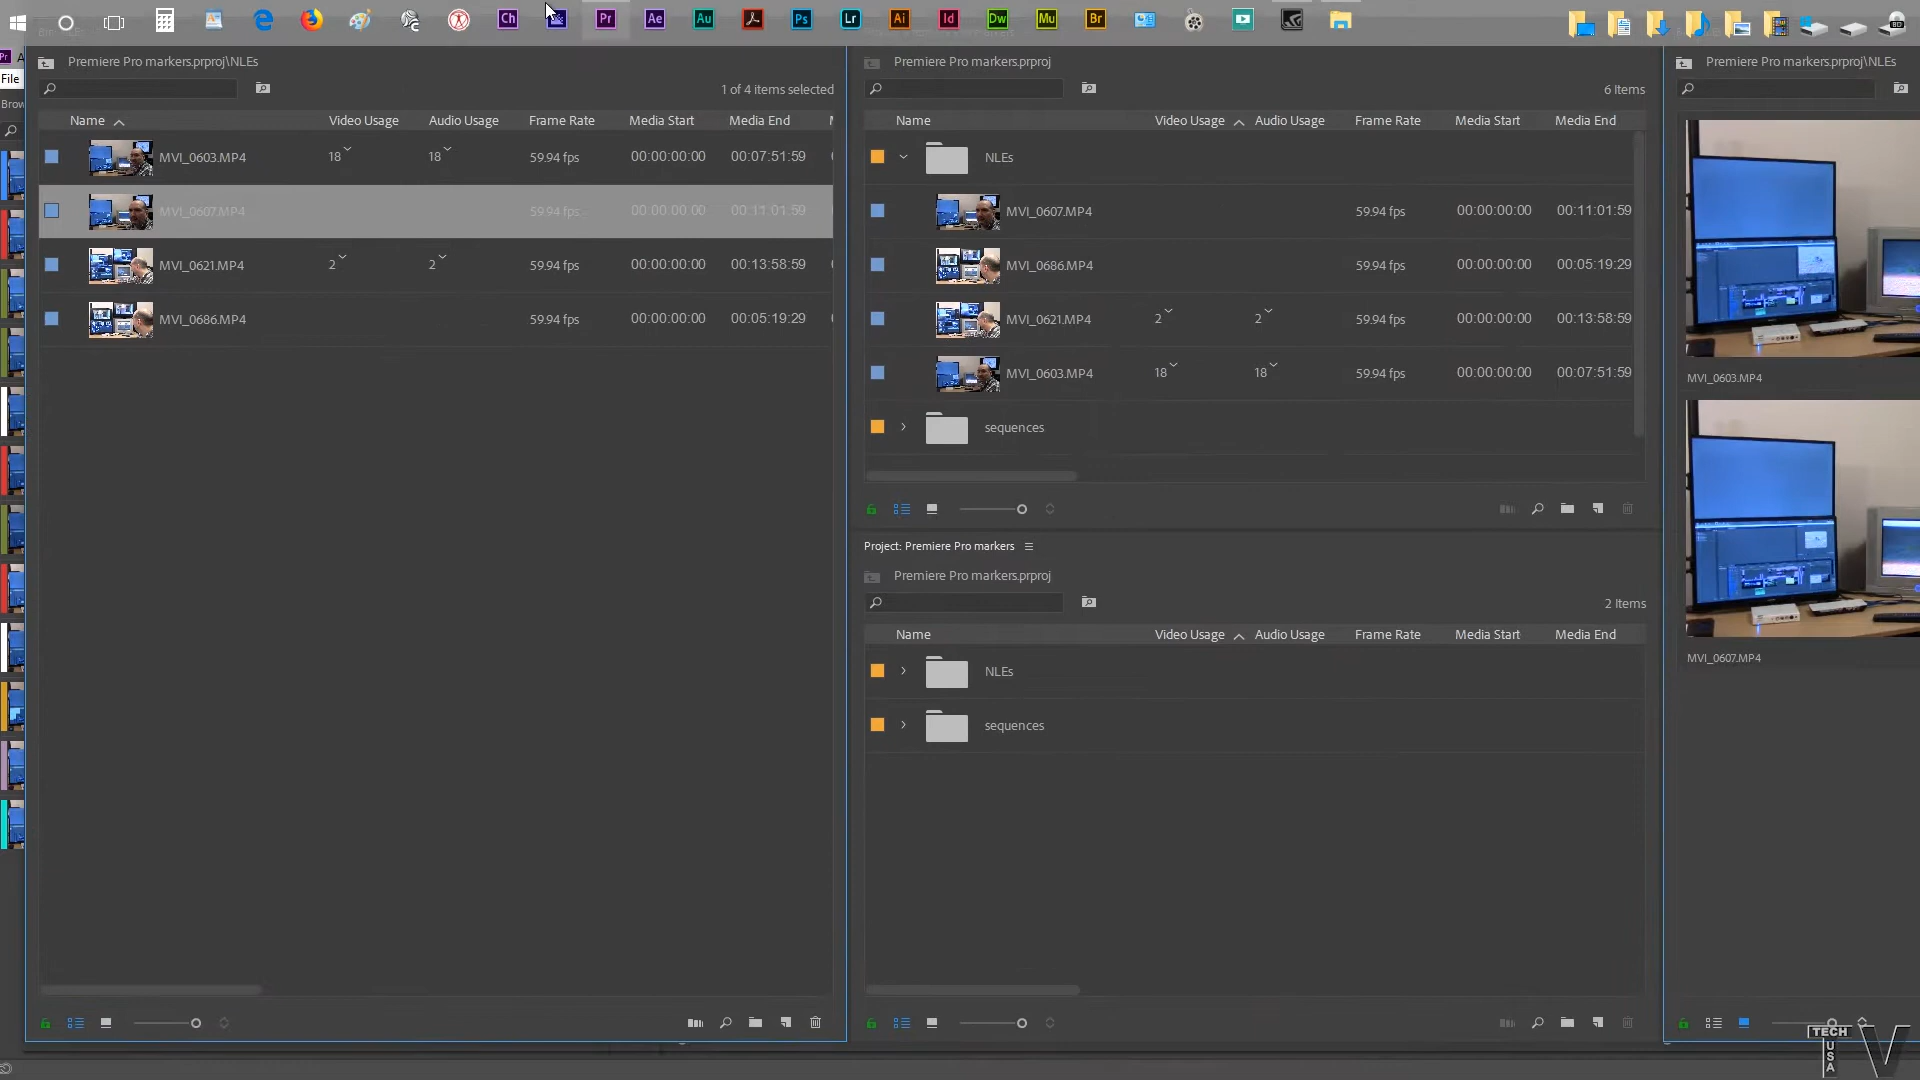 Ch Pr Ae Au Ps Lr Ai Id Dw Mu Br
Pr A
File
Brow
Premiere Pro markers.prproj\NLEs
1 of 4 items selected
Name Video Usage Audio Usage Frame Rate Media Start Media End
MVI_0603.MP4 18 18 59.94 fps 00:00:00:00 00:07:51:59
MVI_0607.MP4 59.94 fps 00:00:00:00 00:11:01:59
MVI_0621.MP4 2 2 59.94 fps 00:00:00:00 00:13:58:59
MVI_0686.MP4 59.94 fps 00:00:00:00 00:05:19:29
Premiere Pro markers.prproj
6 Items
Name Video Usage Audio Usage Frame Rate Media Start Media End
NLEs
MVI_0607.MP4 59.94 fps 00:00:00:00 00:11:01:59
MVI_0686.MP4 59.94 fps 00:00:00:00 00:05:19:29
MVI_0621.MP4 2 2 59.94 fps 00:00:00:00 00:13:58:59
MVI_0603.MP4 18 18 59.94 fps 00:00:00:00 00:07:51:59
sequences
Project: Premiere Pro markers
Premiere Pro markers.prproj
2 Items
Name Video Usage Audio Usage Frame Rate Media Start Media End
NLEs
sequences
Premiere Pro markers.prproj\NLEs
MVI_0603.MP4
MVI_0607.MP4
TECH
TV
USA